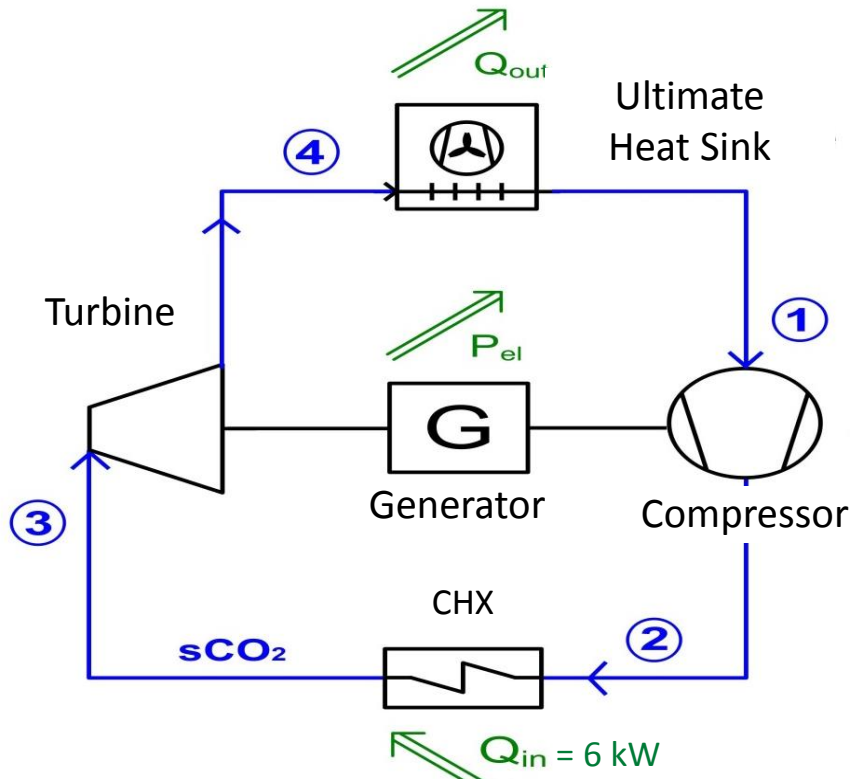 Qout
Ultimate
Heat Sink
4
Turbine
1
Pel
G
Generator
Compressor
3
CHX
2
sCO₂
Qin = 6 kW